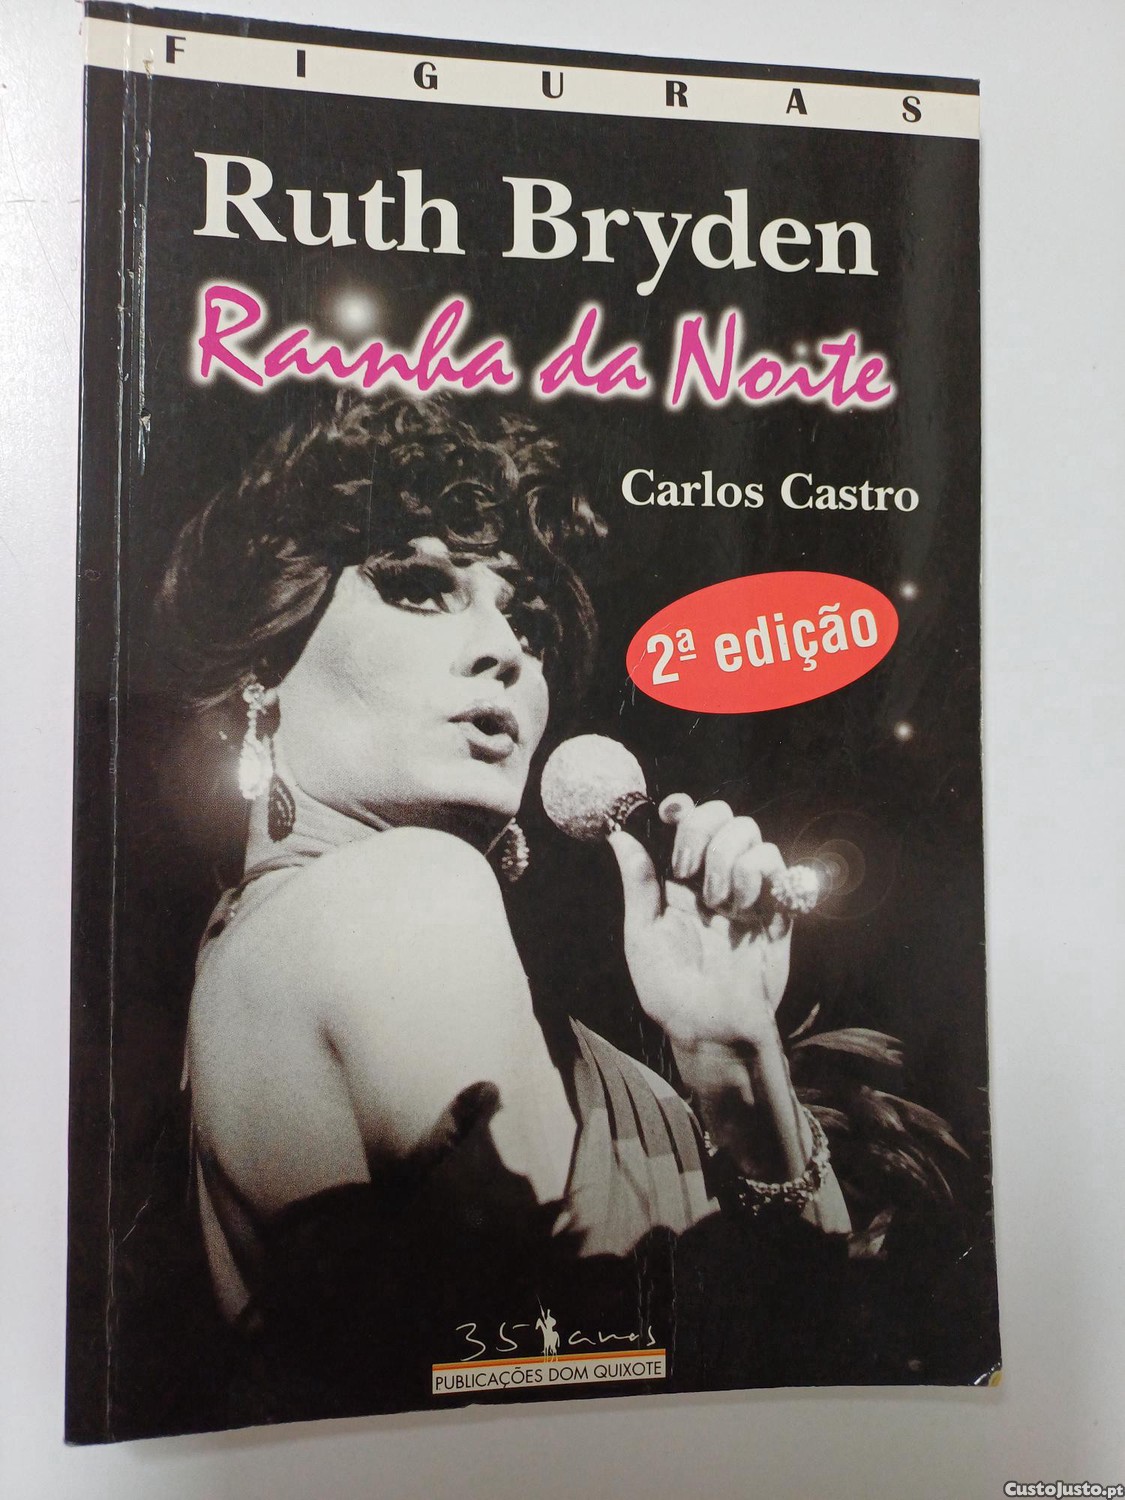 FIGURAS
Ruth Bryden
Rainha da Noite
Carlos Castro
2ª edição
35 anos
PUBLICAÇÕES DOM QUIXOTE
CustoJusto.pt